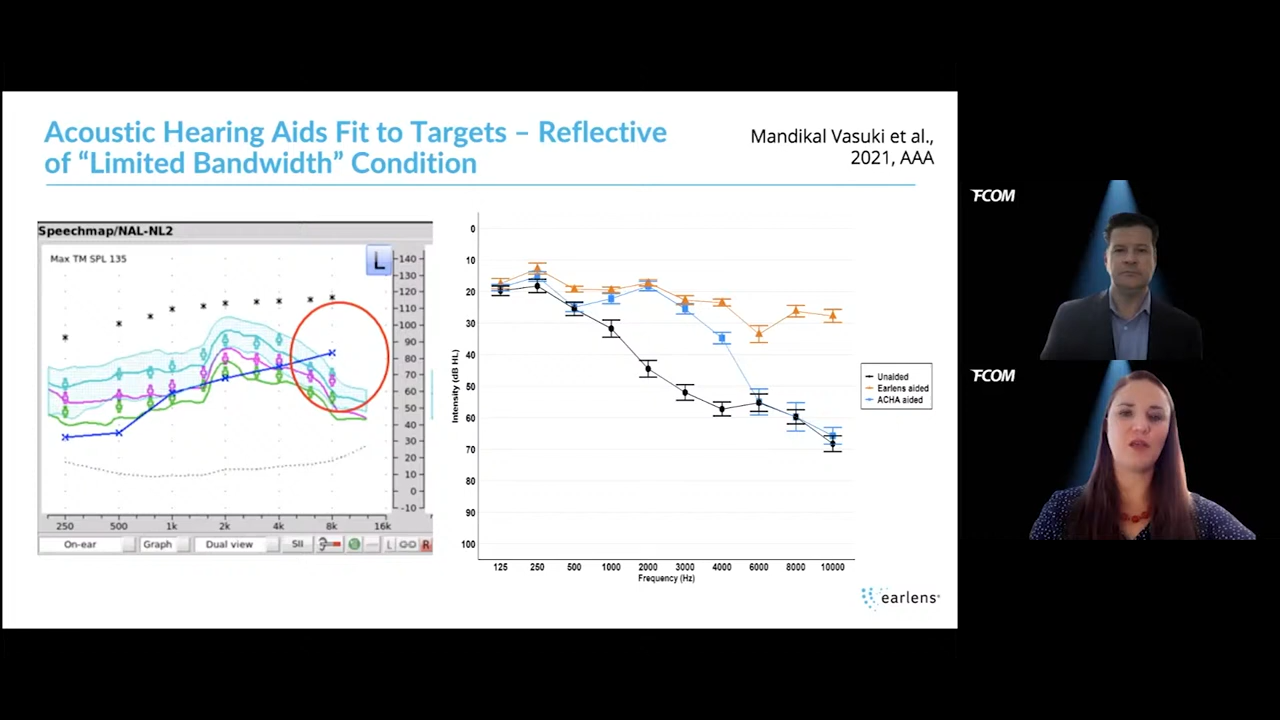 Acoustic Hearing Aids Fit to Targets – Reflective
of “Limited Bandwidth” Condition
Mandikal Vasuki et al.,
2021, AAA
Speechmap/NAL-NL2
Max TM SPL 135
L
140
130
120
110
100
90
80
70
60
50
40
30
20
10
0
-10
250 500 1k 2k 4k 8k 16k
On-ear Graph Dual view SII L R
Intensity (dB HL)
0
10
20
30
40
50
60
70
80
90
100
125 250 500 1000 2000 3000 4000 6000 8000 10000
Frequency (Hz)
Unaided
Earlens aided
ACHA aided
earlens
FCOM
FCOM